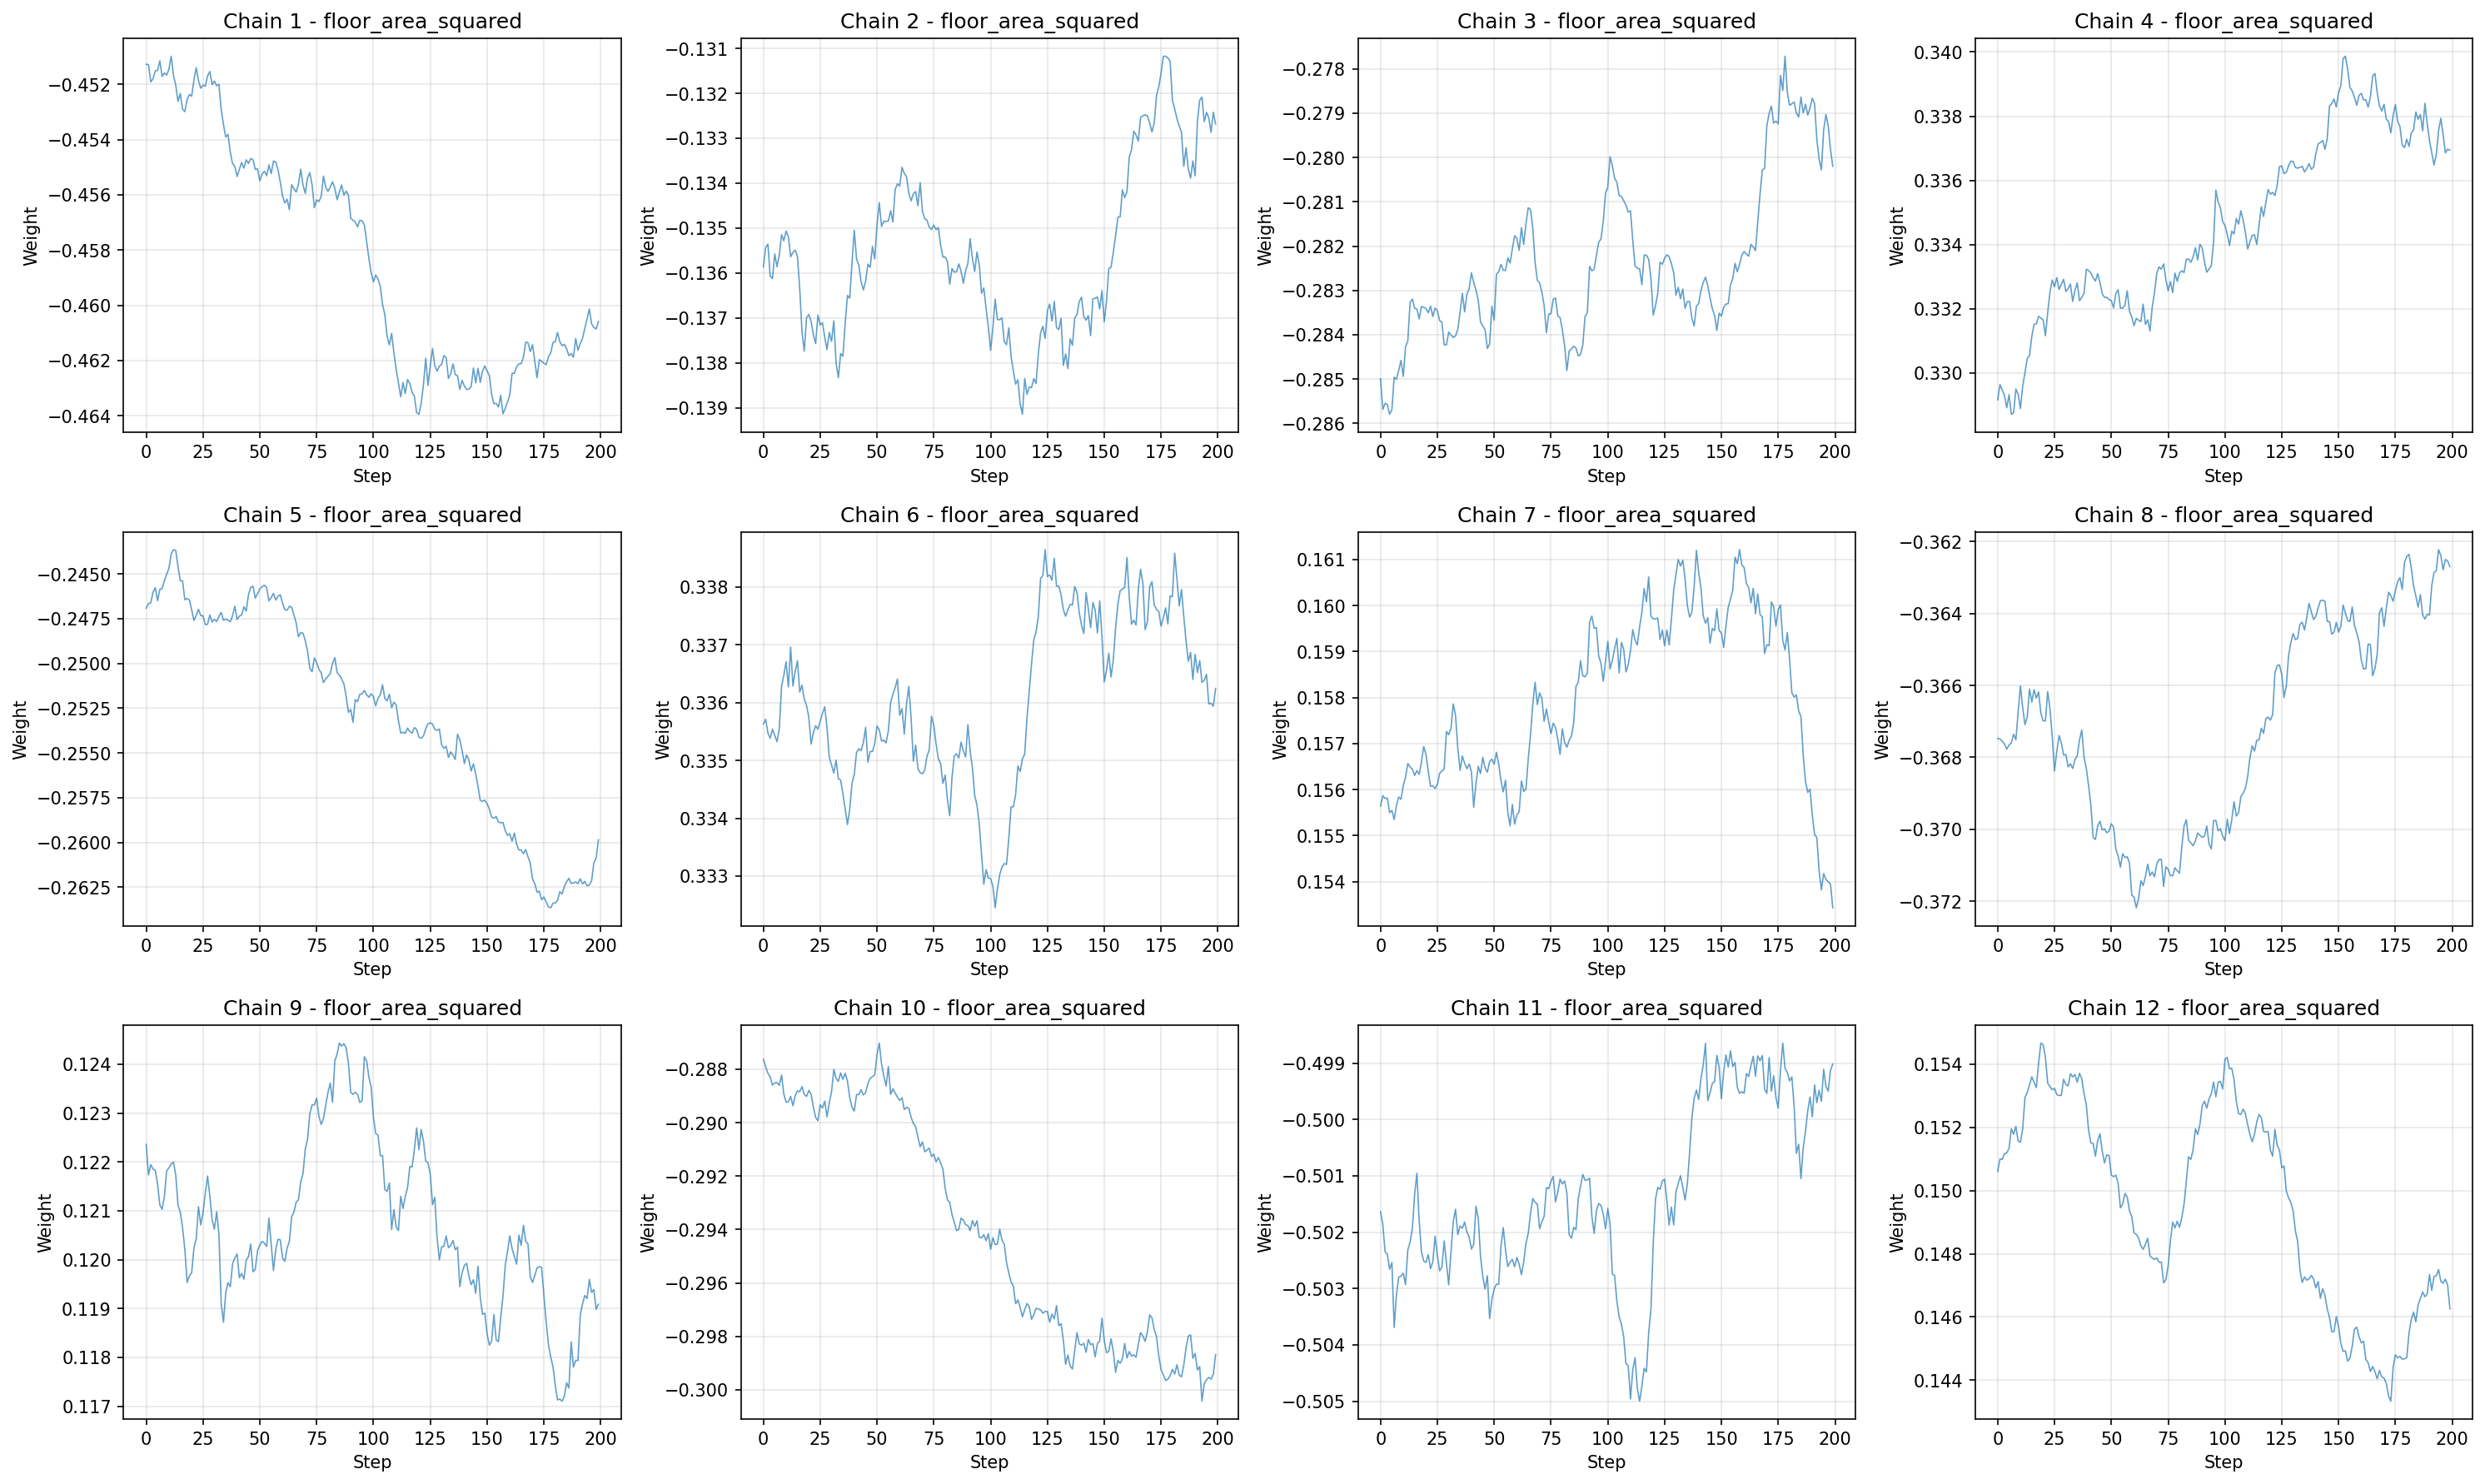 Chain 1 - floor_area_squared
Weight
−0.452
−0.454
−0.456
−0.458
−0.460
−0.462
−0.464
0 25 50 75 100 125 150 175 200
Step
Chain 2 - floor_area_squared
Weight
−0.131
−0.132
−0.133
−0.134
−0.135
−0.136
−0.137
−0.138
−0.139
0 25 50 75 100 125 150 175 200
Step
Chain 3 - floor_area_squared
Weight
−0.278
−0.279
−0.280
−0.281
−0.282
−0.283
−0.284
−0.285
−0.286
0 25 50 75 100 125 150 175 200
Step
Chain 4 - floor_area_squared
Weight
0.340
0.338
0.336
0.334
0.332
0.330
0 25 50 75 100 125 150 175 200
Step
Chain 5 - floor_area_squared
Weight
−0.2450
−0.2475
−0.2500
−0.2525
−0.2550
−0.2575
−0.2600
−0.2625
0 25 50 75 100 125 150 175 200
Step
Chain 6 - floor_area_squared
Weight
0.338
0.337
0.336
0.335
0.334
0.333
0 25 50 75 100 125 150 175 200
Step
Chain 7 - floor_area_squared
Weight
0.161
0.160
0.159
0.158
0.157
0.156
0.155
0.154
0 25 50 75 100 125 150 175 200
Step
Chain 8 - floor_area_squared
Weight
−0.362
−0.364
−0.366
−0.368
−0.370
−0.372
0 25 50 75 100 125 150 175 200
Step
Chain 9 - floor_area_squared
Weight
0.124
0.123
0.122
0.121
0.120
0.119
0.118
0.117
0 25 50 75 100 125 150 175 200
Step
Chain 10 - floor_area_squared
Weight
−0.288
−0.290
−0.292
−0.294
−0.296
−0.298
−0.300
0 25 50 75 100 125 150 175 200
Step
Chain 11 - floor_area_squared
Weight
−0.499
−0.500
−0.501
−0.502
−0.503
−0.504
−0.505
0 25 50 75 100 125 150 175 200
Step
Chain 12 - floor_area_squared
Weight
0.154
0.152
0.150
0.148
0.146
0.144
0 25 50 75 100 125 150 175 200
Step